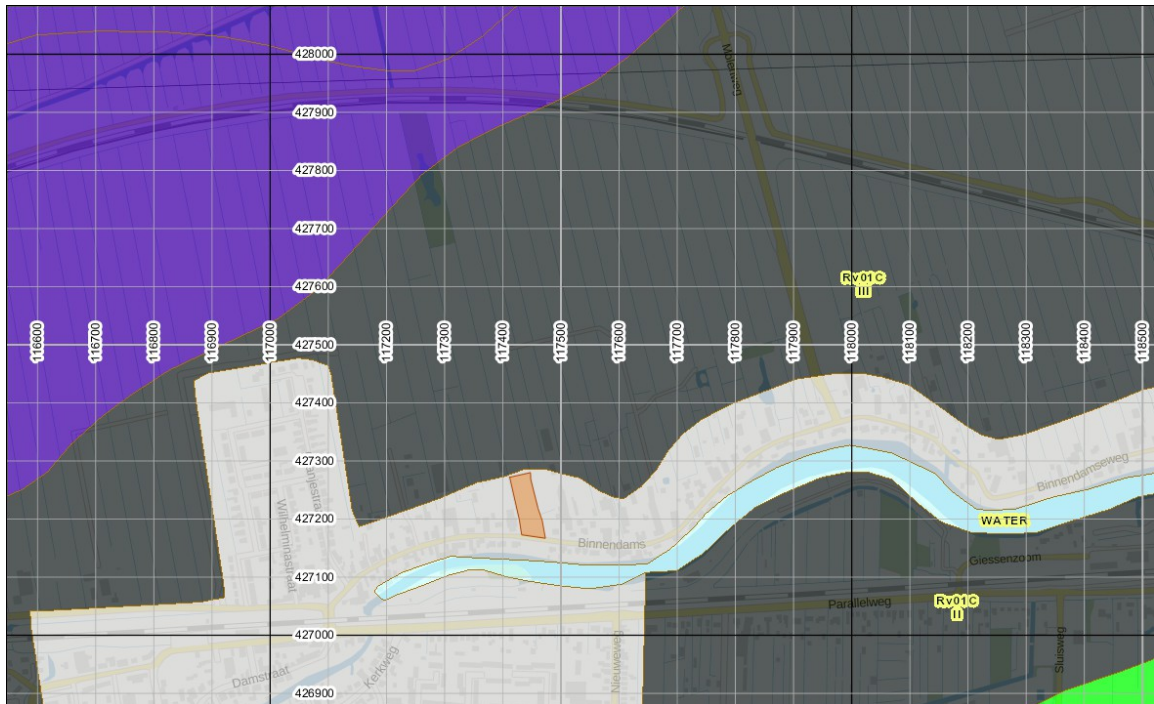 428000
427900
Molenweg
427800
427700
427600
Rv01C
III
116600
116700
116800
116900
117000
117200
117300
117400
117500
117600
117700
117800
117900
118000
118100
118200
118300
118400
118500
427500
427400
427300
Binnendamseweg
Wilhelminastraat
Oranjestraat
427200
WATER
Binnendams
427100
Giessenzoom
Rv01C
II
Parallelweg
427000
Damstraat
Kerkweg
Nieuweweg
Sluisweg
426900